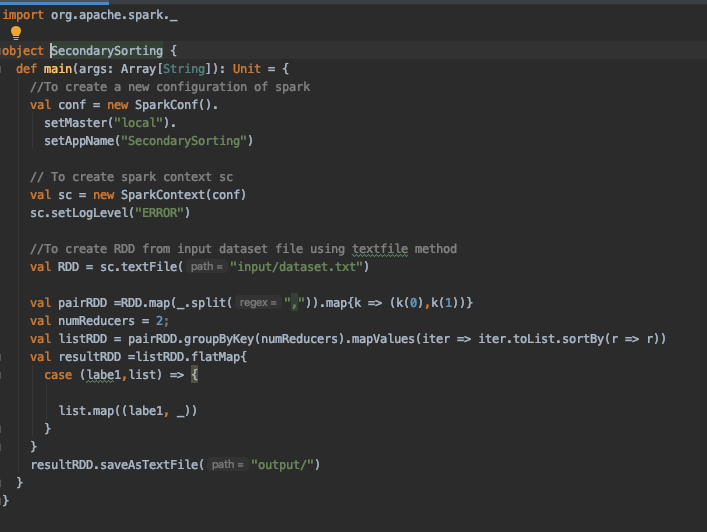 import org.apache.spark._
object SecondarySorting {
def main(args: Array[String]): Unit = {
//To create a new configuration of spark
val conf = new SparkConf().
setMaster("local").
setAppName("SecondarySorting")
// To create spark context sc
val sc = new SparkContext(conf)
sc.setLogLevel("ERROR")
//To create RDD from input dataset file using textfile method
val RDD = sc.textFile( path = "input/dataset.txt")
val pairRDD =RDD.map(_.split( regex = ",")).map{k => (k(0),k(1))}
val numReducers = 2;
val listRDD = pairRDD.groupByKey(numReducers).mapValues(iter => iter.toList.sortBy(r => r))
val resultRDD =listRDD.flatMap{
case (labe1,list) => {
list.map((labe1, _))
}
}
resultRDD.saveAsTextFile( path = "output/")
}
}